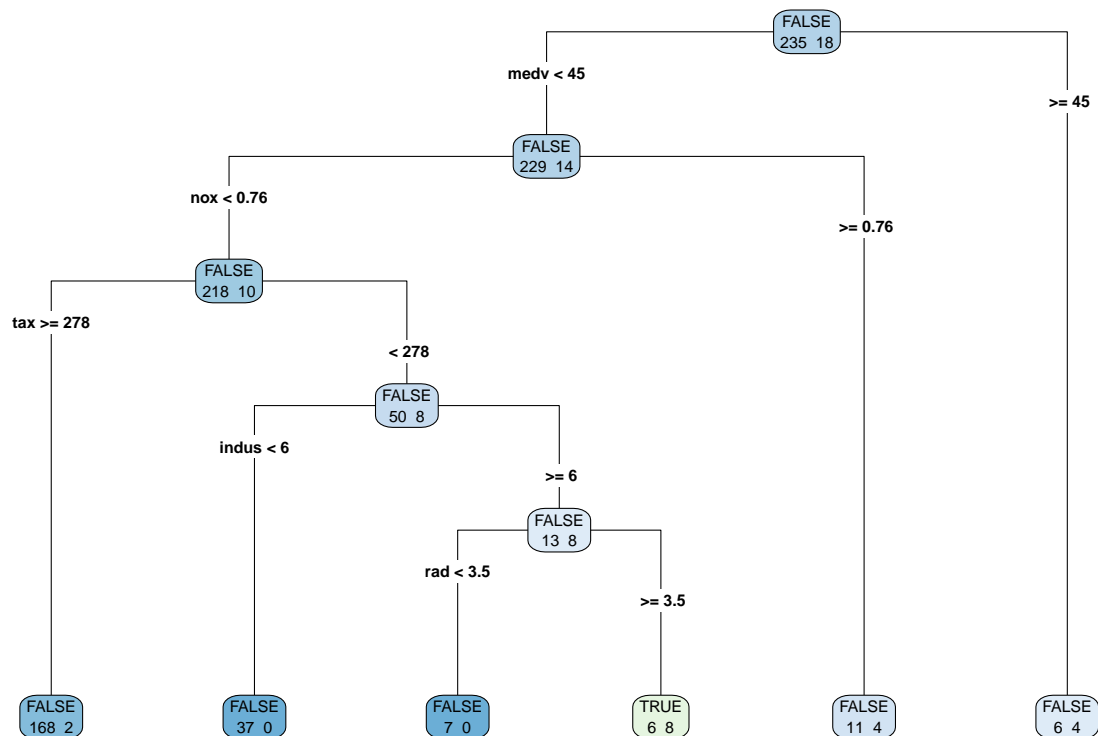 FALSE
235 18
medv < 45
>= 45
FALSE
229 14
nox < 0.76
>= 0.76
FALSE
218 10
tax >= 278
< 278
FALSE
50 8
indus < 6
>= 6
FALSE
13 8
rad < 3.5
>= 3.5
FALSE
168 2
FALSE
37 0
FALSE
7 0
TRUE
6 8
FALSE
11 4
FALSE
6 4